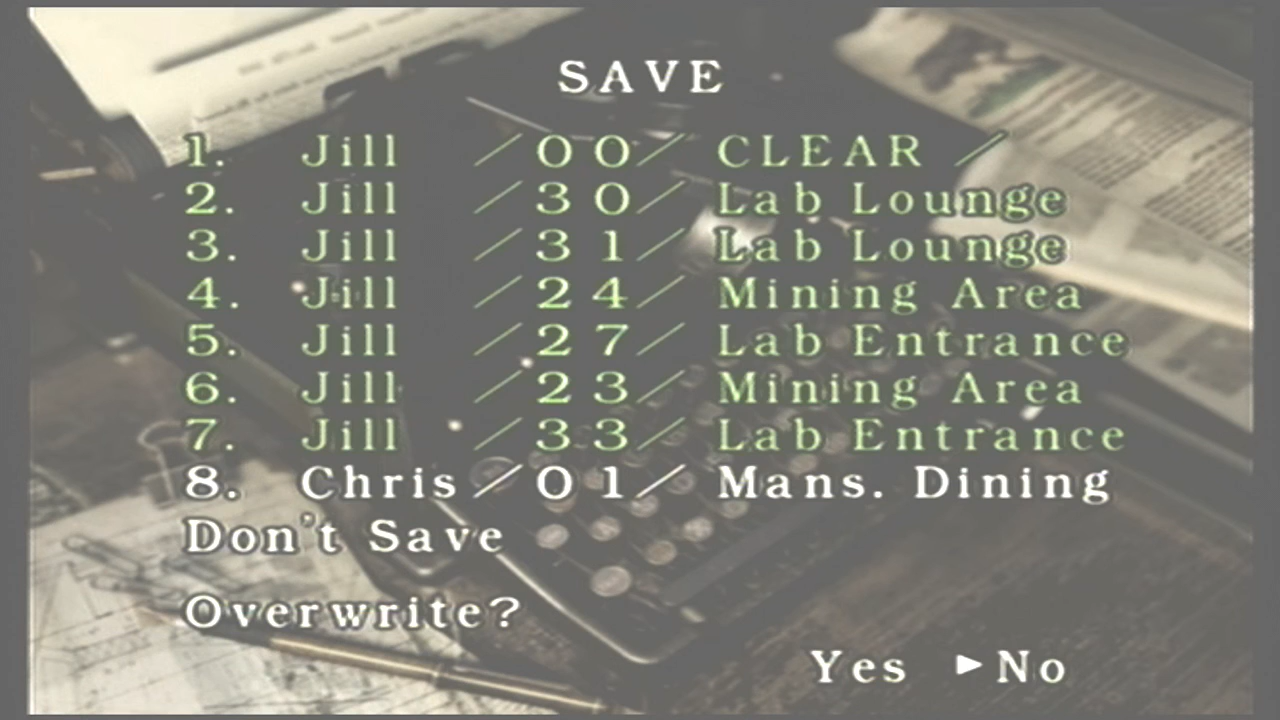 SAVE
1. Jill /00/ CLEAR /
2. Jill /30/ Lab Lounge
3. Jill /31/ Lab Lounge
4. Jill /24/ Mining Area
5. Jill /27/ Lab Entrance
6. Jill /23/ Mining Area
7. Jill /33/ Lab Entrance
8. Chris /01/ Mans. Dining
Don't Save
Overwrite?
Yes ►No